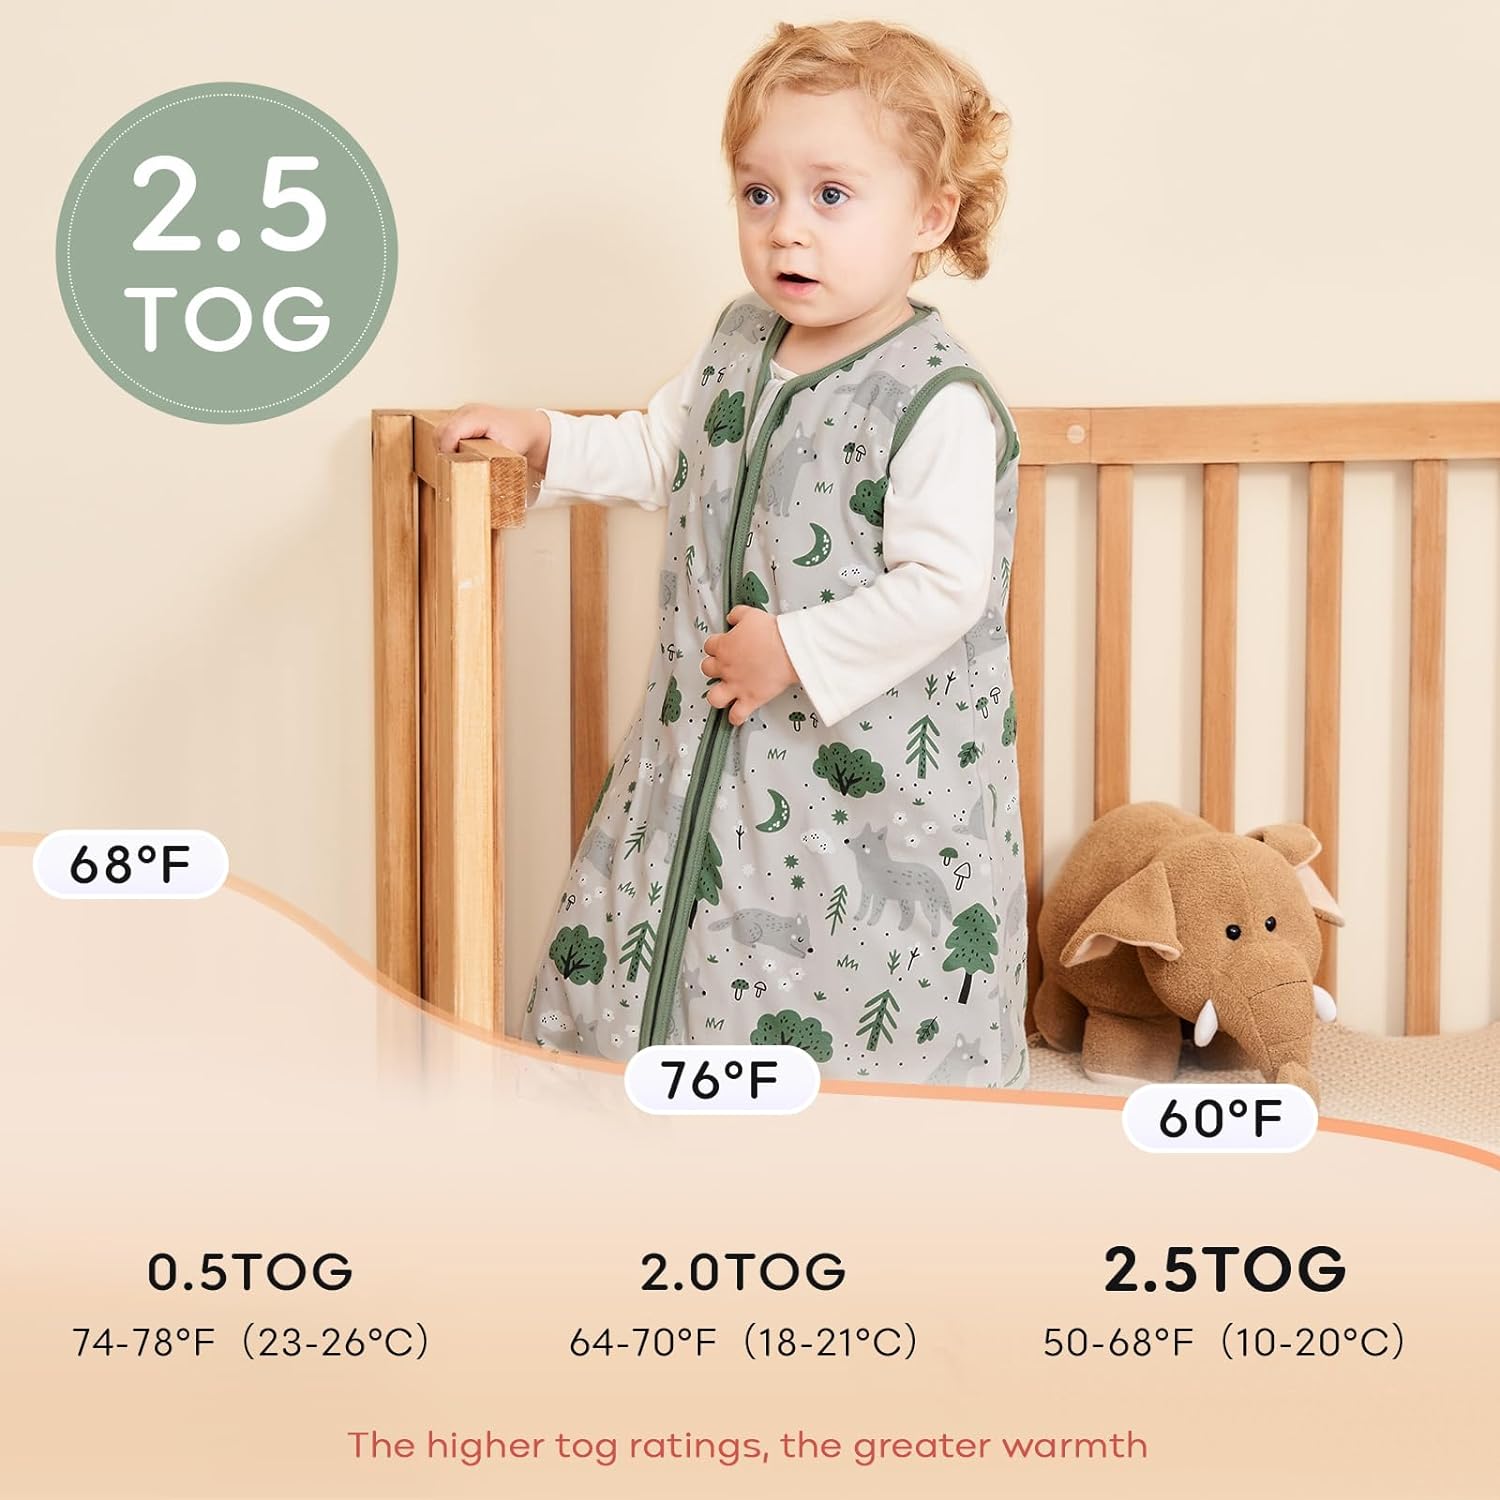 2.5
TOG
68°F
76°F
60°F
0.5TOG
74-78°F (23-26°C)
2.0TOG
64-70°F (18-21°C)
2.5TOG
50-68°F (10-20°C)
The higher tog ratings, the greater warmth